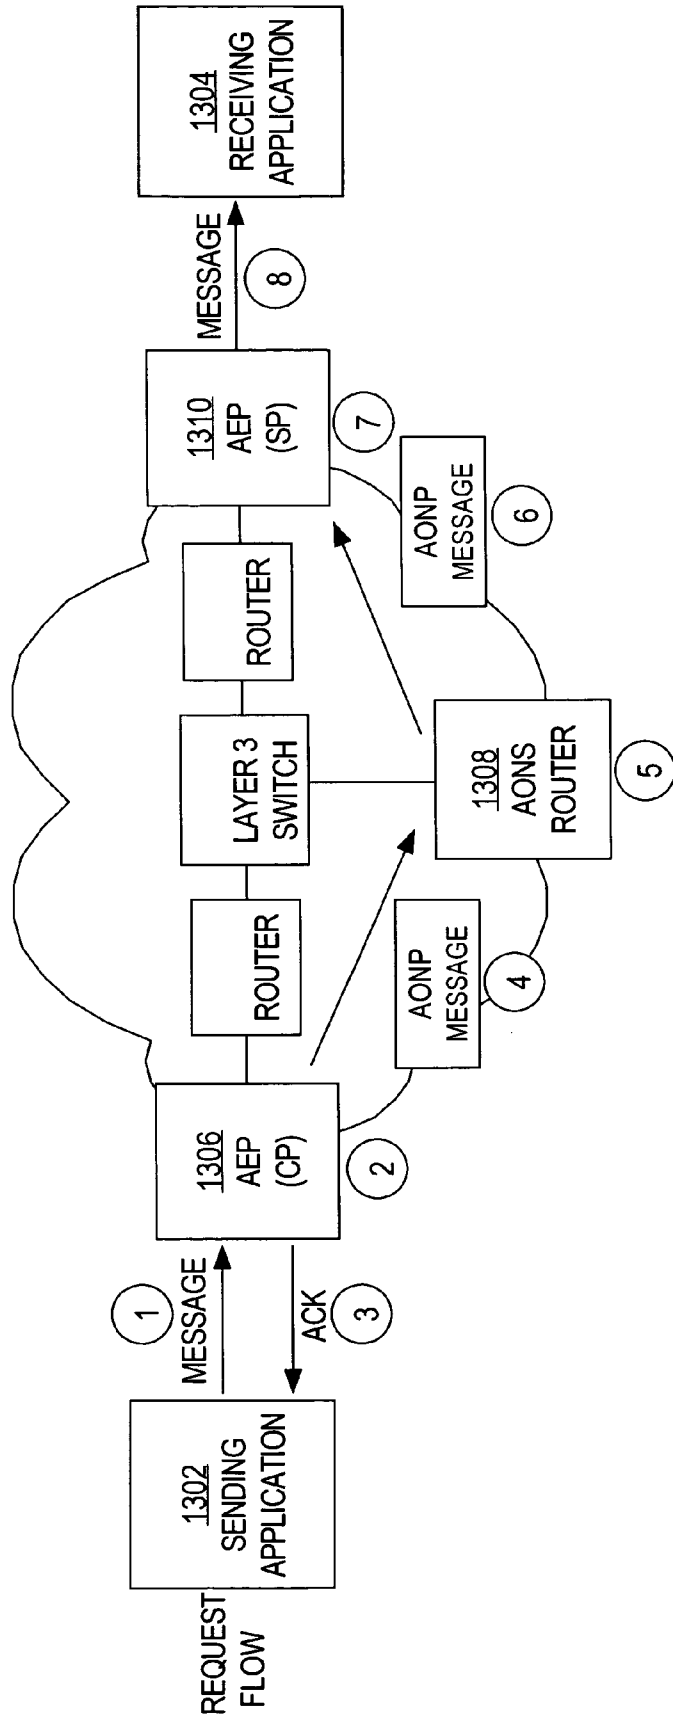 REQUEST
FLOW
1302
SENDING
APPLICATION
1
MESSAGE
ACK
3
1306
AEP
(CP)
2
ROUTER
AONP
MESSAGE
4
LAYER 3
SWITCH
1308
AONS
ROUTER
5
ROUTER
AONP
MESSAGE
6
1310
AEP
(SP)
7
MESSAGE
8
1304
RECEIVING
APPLICATION